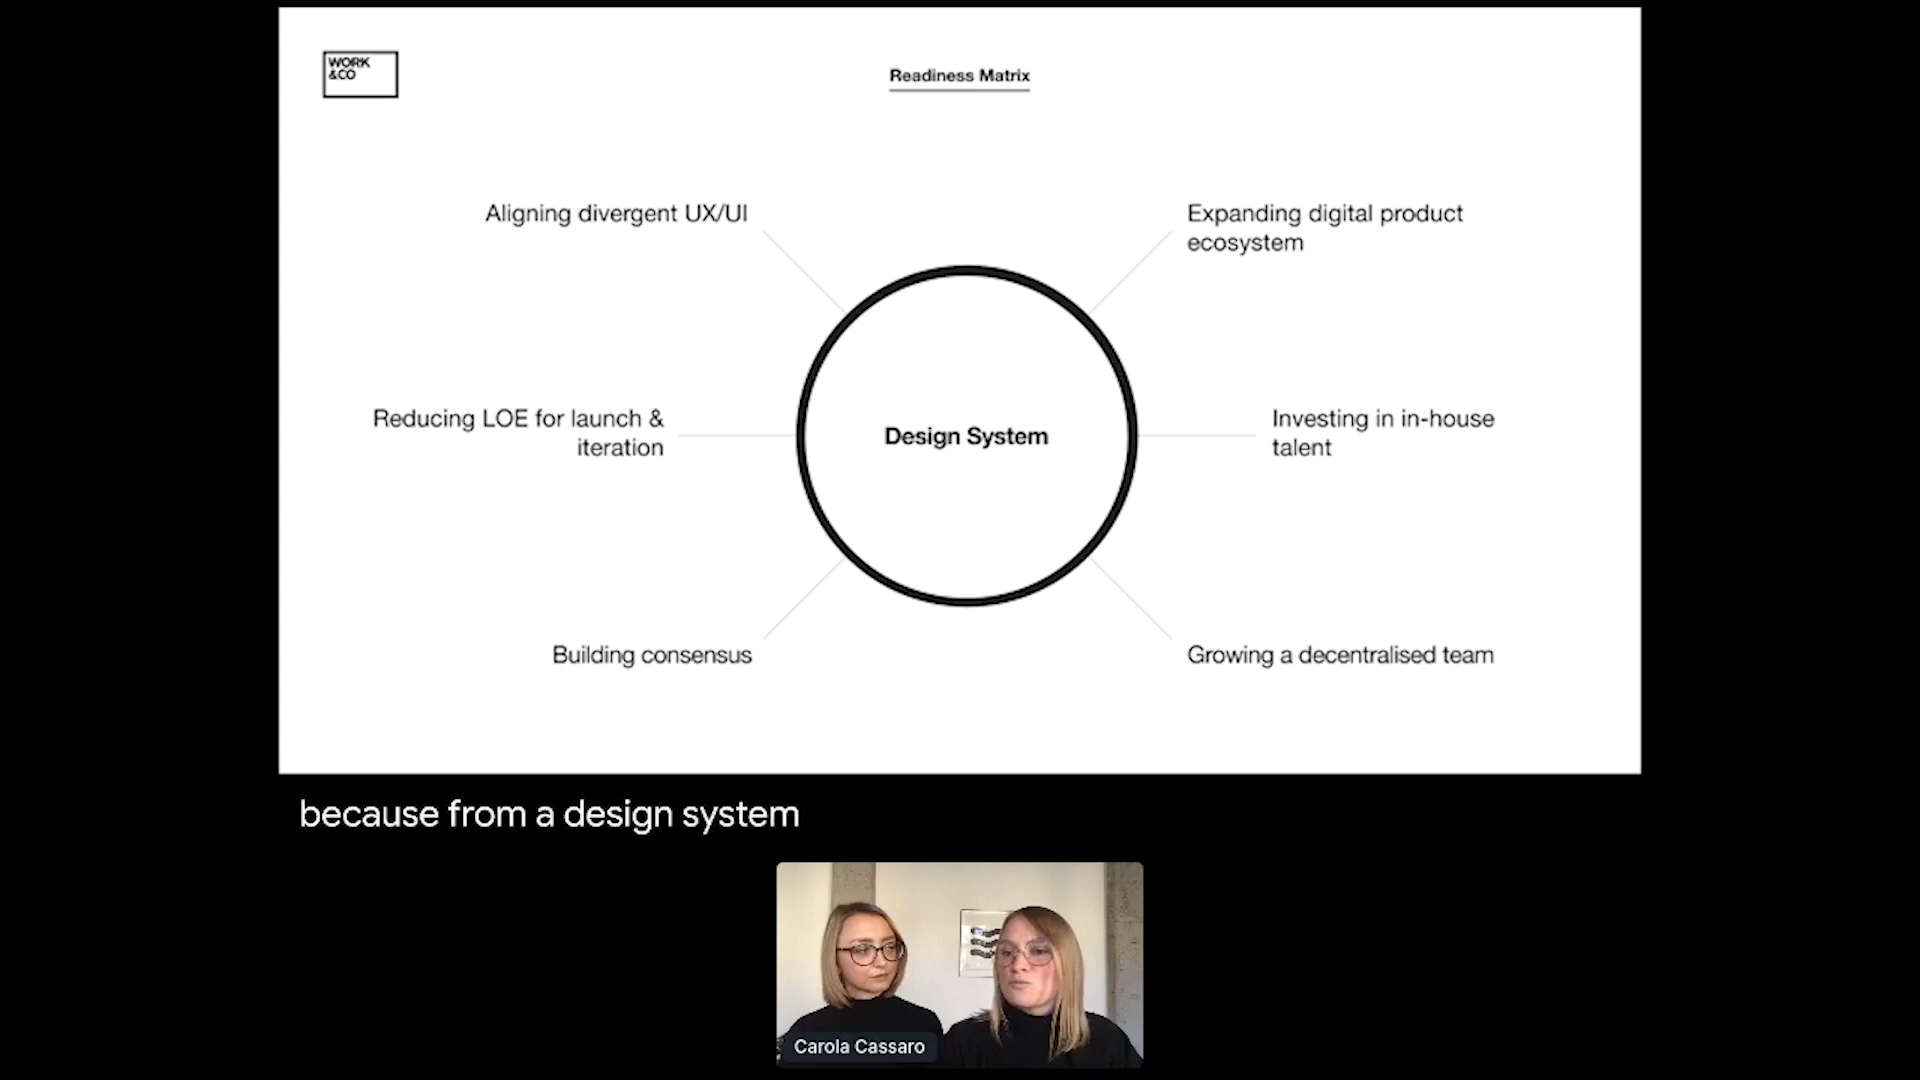 WORK
&CO
Readiness Matrix
Aligning divergent UX/UI
Expanding digital product
ecosystem
Reducing LOE for launch &
iteration
Design System
Investing in in-house
talent
Building consensus
Growing a decentralised team
because from a design system
Carola Cassaro